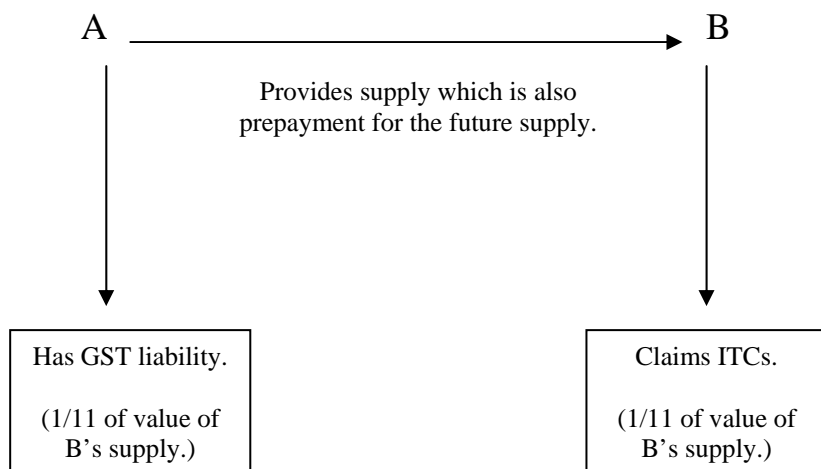 A B
Provides supply which is also
prepayment for the future supply.
Has GST liability.
(1/11 of value of
B’s supply.)
Claims ITCs.
(1/11 of value of
B’s supply.)